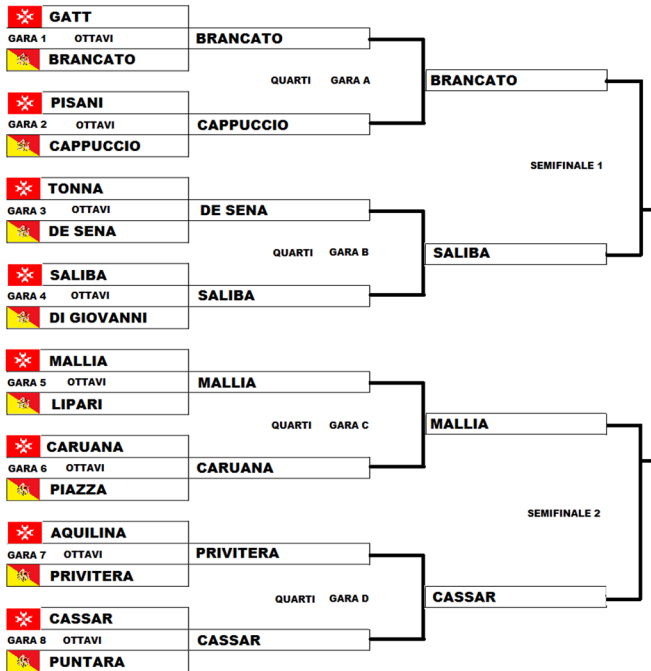 GATT
GARA 1 OTTAVI BRANCATO
BRANCATO
QUARTI GARA A BRANCATO
PISANI
GARA 2 OTTAVI CAPPUCCIO
CAPPUCCIO
SEMIFINALE 1
TONNA
GARA 3 OTTAVI DE SENA
DE SENA
QUARTI GARA B SALIBA
SALIBA
GARA 4 OTTAVI SALIBA
DI GIOVANNI
MALLIA
GARA 5 OTTAVI MALLIA
LIPARI
QUARTI GARA C MALLIA
CARUANA
GARA 6 OTTAVI CARUANA
PIAZZA
SEMIFINALE 2
AQUILINA
GARA 7 OTTAVI PRIVITERA
PRIVITERA
QUARTI GARA D CASSAR
CASSAR
GARA 8 OTTAVI CASSAR
PUNTARA